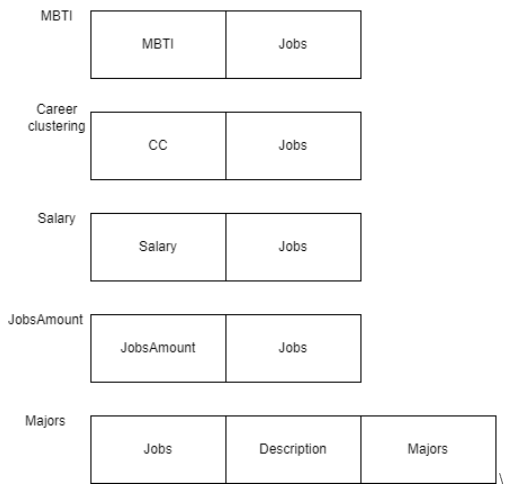 MBTI
MBTI Jobs
Career
clustering
CC Jobs
Salary
Salary Jobs
JobsAmount
JobsAmount Jobs
Majors
Jobs Description Majors
\